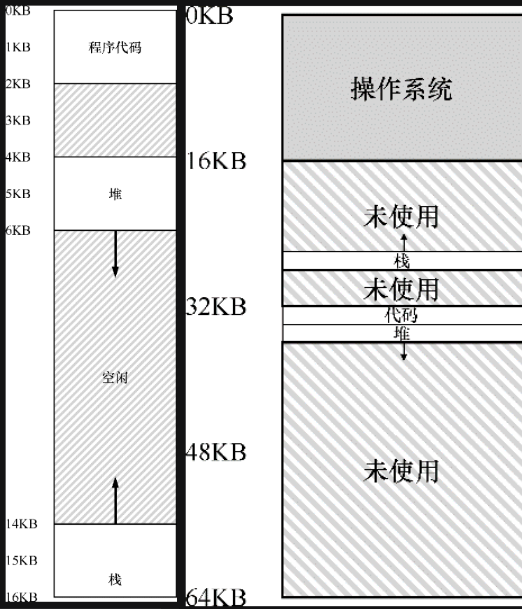 0KB
1KB
程序代码
2KB
3KB
4KB
5KB
堆
6KB
空闲
14KB
15KB
栈
16KB
0KB
操作系统
16KB
未使用
栈
未使用
32KB
代码
堆
48KB
未使用
64KB